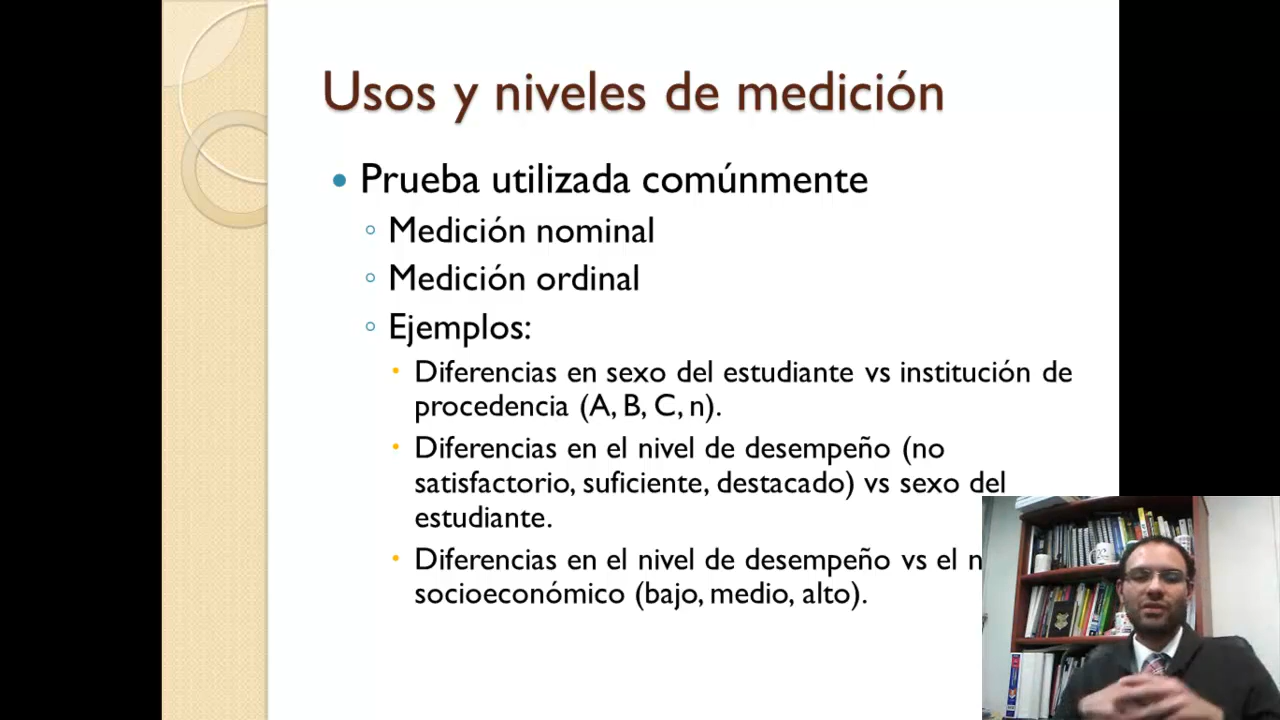 Usos y niveles de medición
Prueba utilizada comúnmente
Medición nominal
Medición ordinal
Ejemplos:
Diferencias en sexo del estudiante vs institución de
procedencia (A, B, C, n).
Diferencias en el nivel de desempeño (no
satisfactorio, suficiente, destacado) vs sexo del
estudiante.
Diferencias en el nivel de desempeño vs el
socioeconómico (bajo, medio, alto).